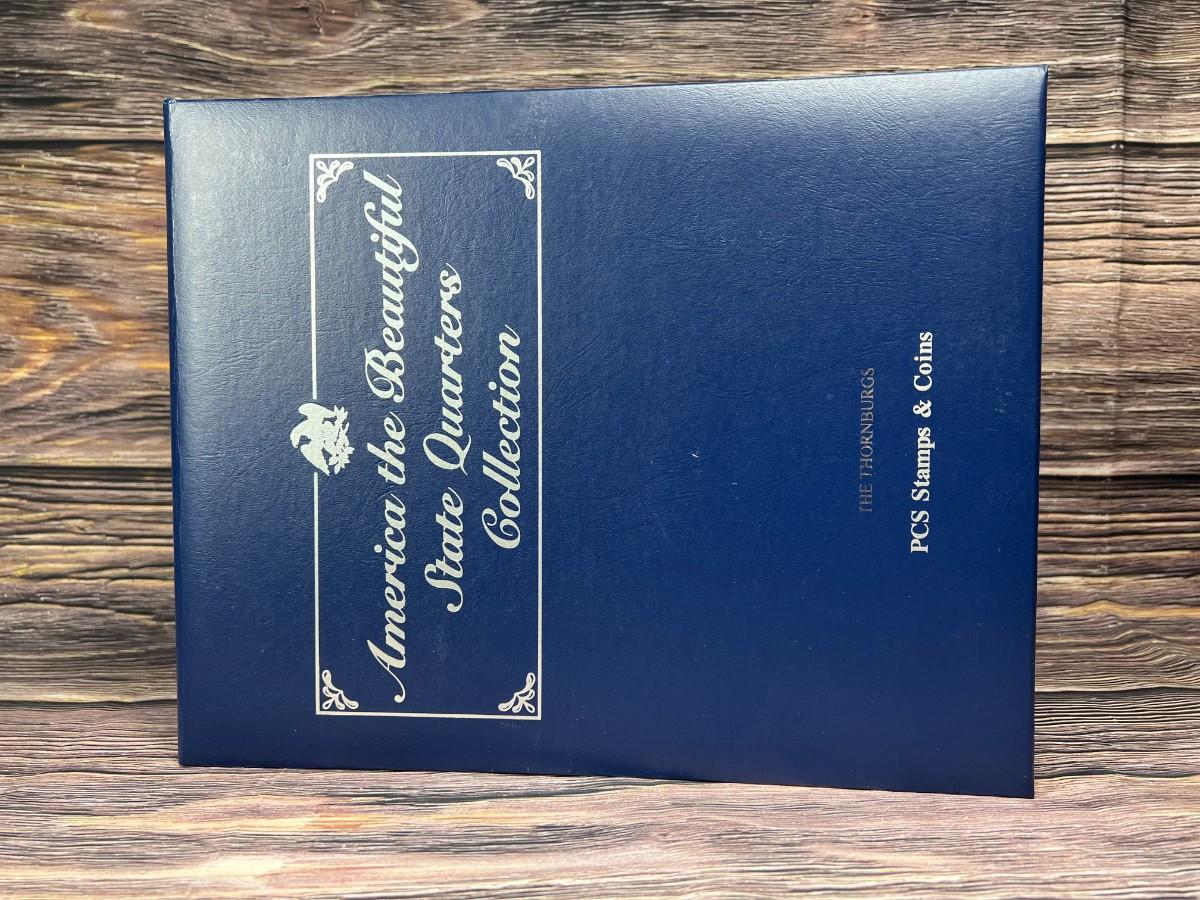 America the Beautiful
State Quarters
Collection
THE THORNBURGS
PCS Stamps & Coins